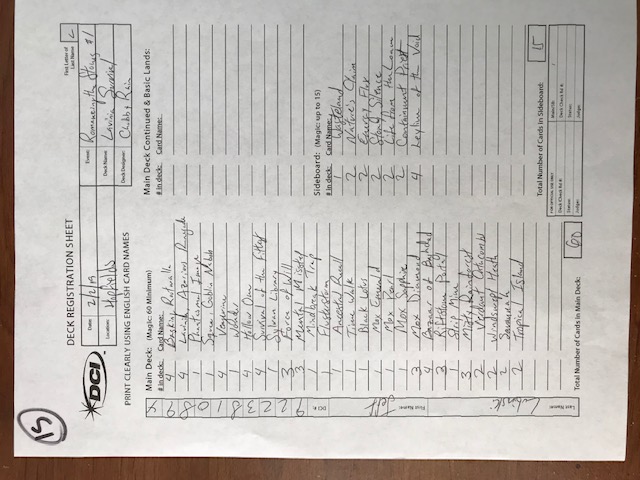 15
DCI
DECK REGISTRATION SHEET
First Letter of Last Name L
Date: 2/2/19
Event: Romancing the Stones #1
Location: Hopfields
Deck Name: Lavinia Survival
Deck Designer: Chubby Rain
PRINT CLEARLY USING ENGLISH CARD NAMES
Main Deck: (Magic: 60 Minimum)
# in deck: Card Name:
4 Basking Rootwalla
4 Lavinia, Azorius Renegade
1 Phantasmal Image
1 Squee, Goblin Nabob
4 Vengevine
1 Wonder
4 Hollow One
4 Survival of the Fittest
1 Sylvan Library
3 Force of Will
3 Mental Misstep
1 Mindbreak Trap
1 Flusterstorm
1 Ancestral Recall
1 Time Walk
1 Black Lotus
1 Mox Emerald
1 Mox Pearl
1 Mox Sapphire
3 Mox Diamond
4 Bazaar of Baghdad
3 Riftstone Portal
1 Strip Mine
3 Misty Rainforest
2 Verdant Catacombs
2 Windswept Heath
2 Savannah
2 Tropical Island
Total Number of Cards in Main Deck: 60
Main Deck Continued & Basic Lands:
# in deck: Card Name:
Sideboard: (Magic: up to 15)
# in deck: Card Name:
1 Wasteland
2 Nature's Claim
2 Energy Flux
2 Stony Silence
2 Life from the Loam
2 Containment Priest
4 Leyline of the Void
Total Number of Cards in Sideboard: 15
FOR OFFICIAL USE ONLY
Main/SB: /
Deck Check Rd #:
Deck Check Rd #:
Status:
Status:
Judge:
Judge:
Last Name: Lubinski
First Name: Jeff
DCI #: 9223810894